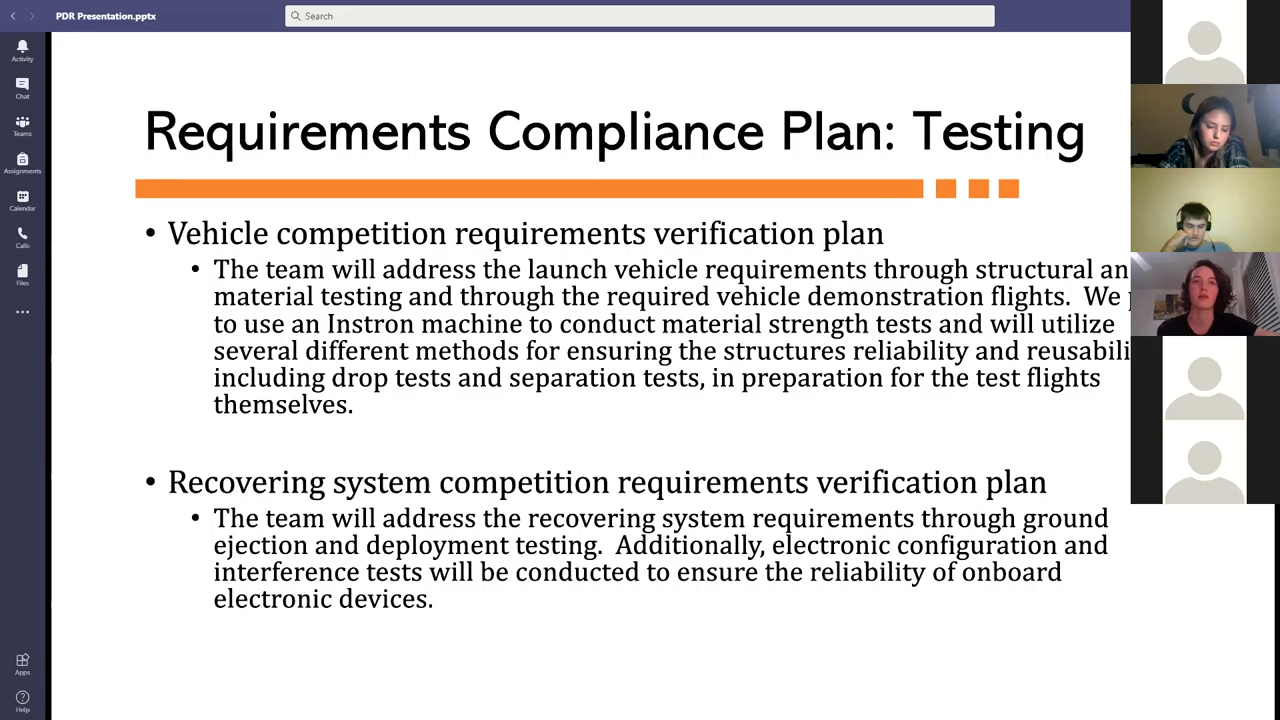 PDR Presentation.pptx
Search
Activity
Chat
Teams
Assignments
Calendar
Calls
Files
Apps
Help
Requirements Compliance Plan: Testing
• Vehicle competition requirements verification plan
• The team will address the launch vehicle requirements through structural an
material testing and through the required vehicle demonstration flights.  We
to use an Instron machine to conduct material strength tests and will utilize
several different methods for ensuring the structures reliability and reusabili
including drop tests and separation tests, in preparation for the test flights
themselves.
• Recovering system competition requirements verification plan
• The team will address the recovering system requirements through ground
ejection and deployment testing.  Additionally, electronic configuration and
interference tests will be conducted to ensure the reliability of onboard
electronic devices.